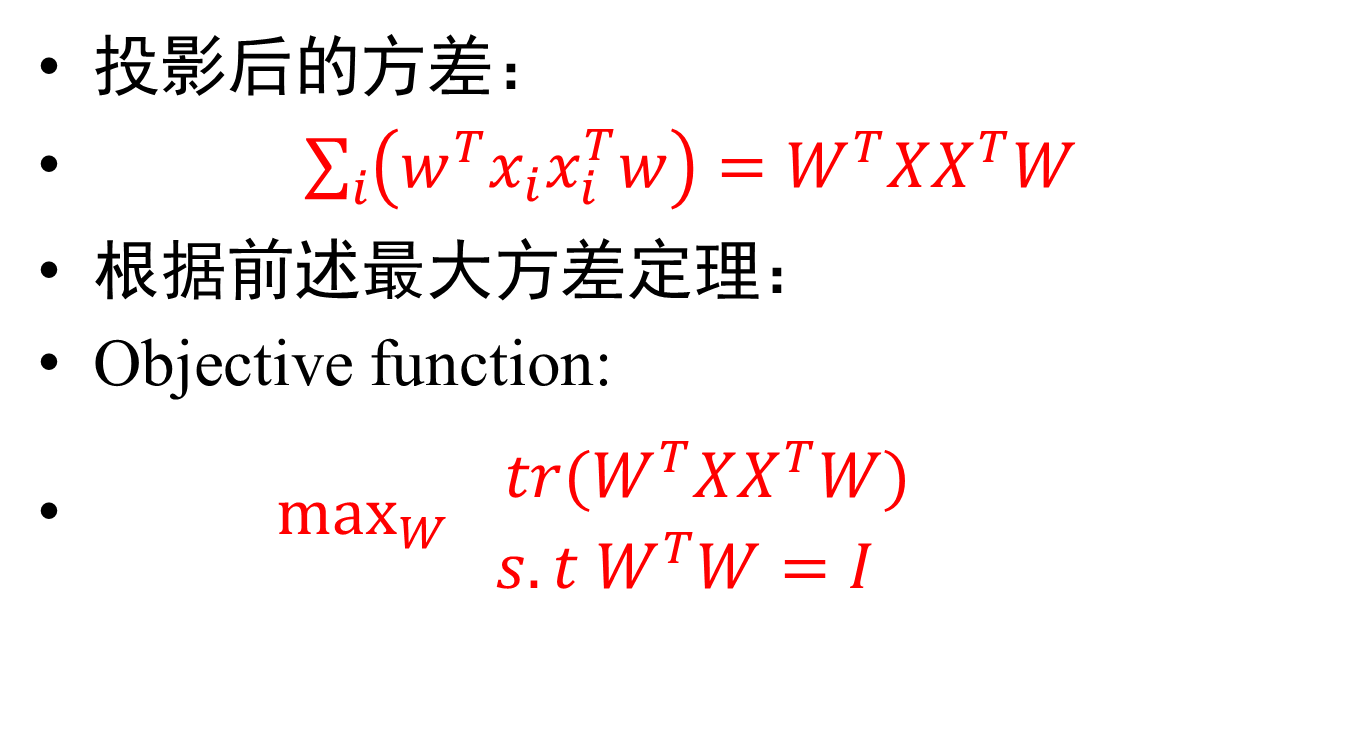 • 投影后的方差：
• ∑ᵢ(wᵀxᵢxᵢᵀw) = WᵀXXᵀW
• 根据前述最大方差定理：
• Objective function:
tr(WᵀXXᵀW)
• max_W
s.t WᵀW = I